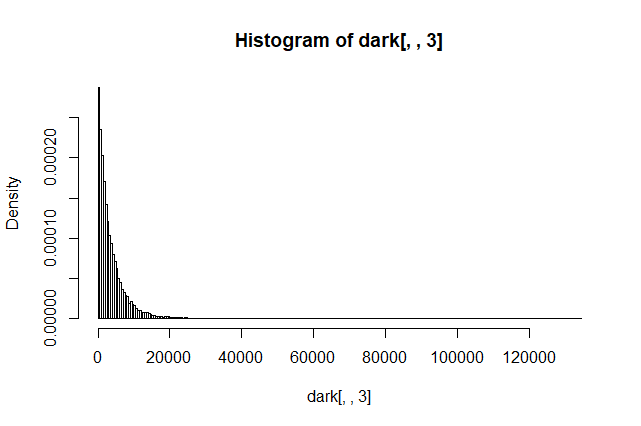 Histogram of dark[, , 3]
Density
0.00000 0.00010 0.00020
0 20000 40000 60000 80000 100000 120000
dark[, , 3]